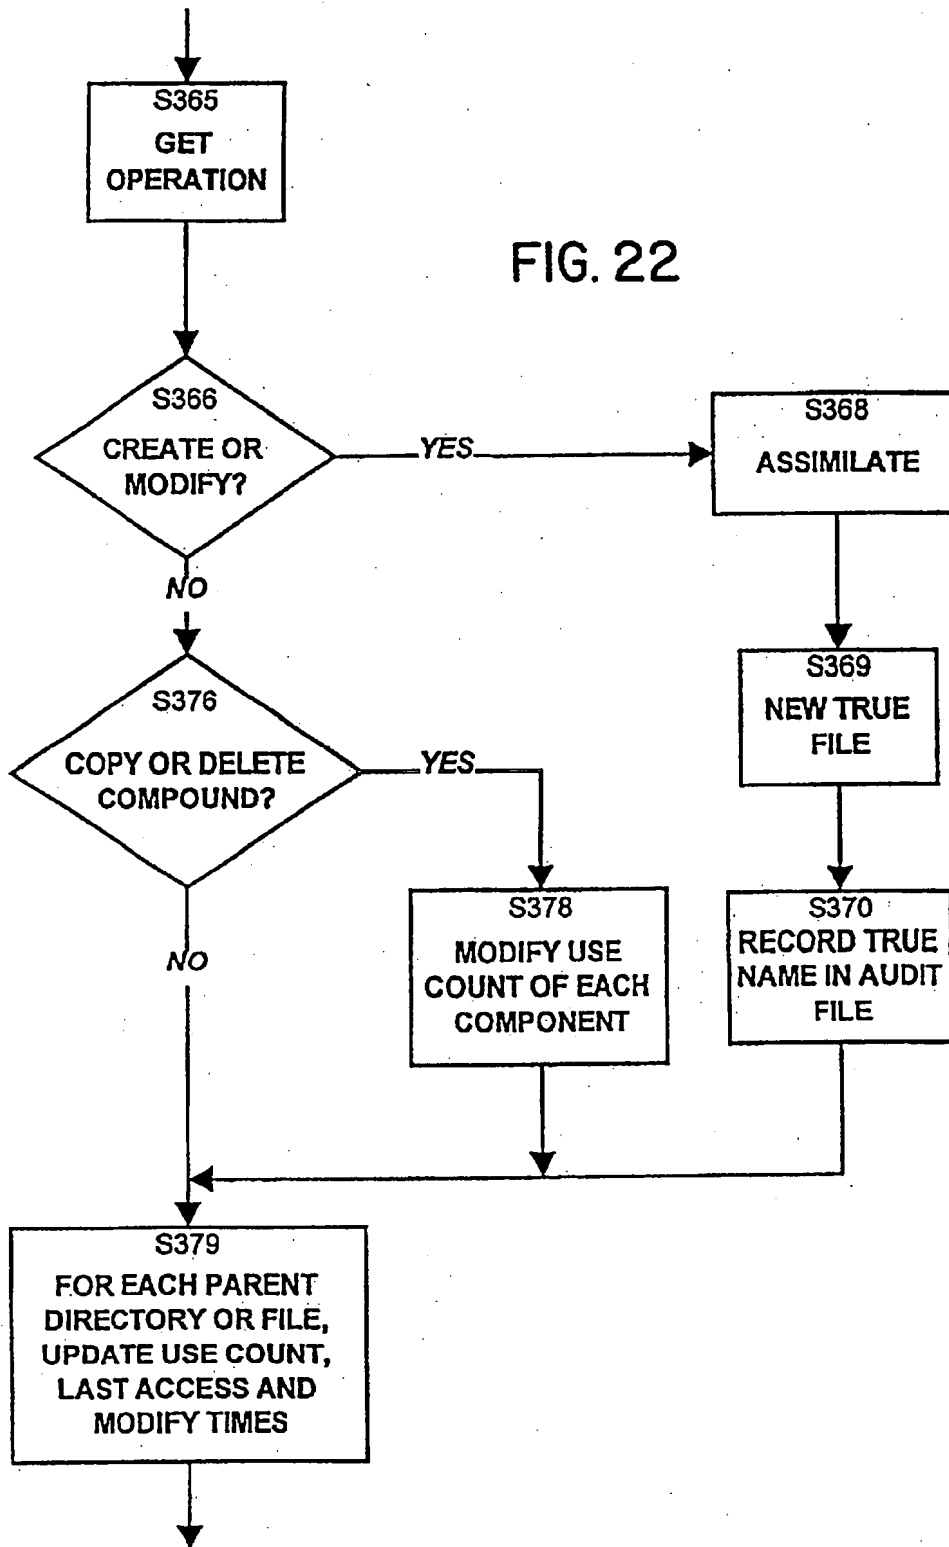 S365
GET
OPERATION
FIG. 22
S366
CREATE OR
MODIFY?
YES
S368
ASSIMILATE
NO
S369
NEW TRUE
FILE
S376
COPY OR DELETE
COMPOUND?
YES
S378
MODIFY USE
COUNT OF EACH
COMPONENT
S370
RECORD TRUE
NAME IN AUDIT
FILE
NO
S379
FOR EACH PARENT
DIRECTORY OR FILE,
UPDATE USE COUNT,
LAST ACCESS AND
MODIFY TIMES